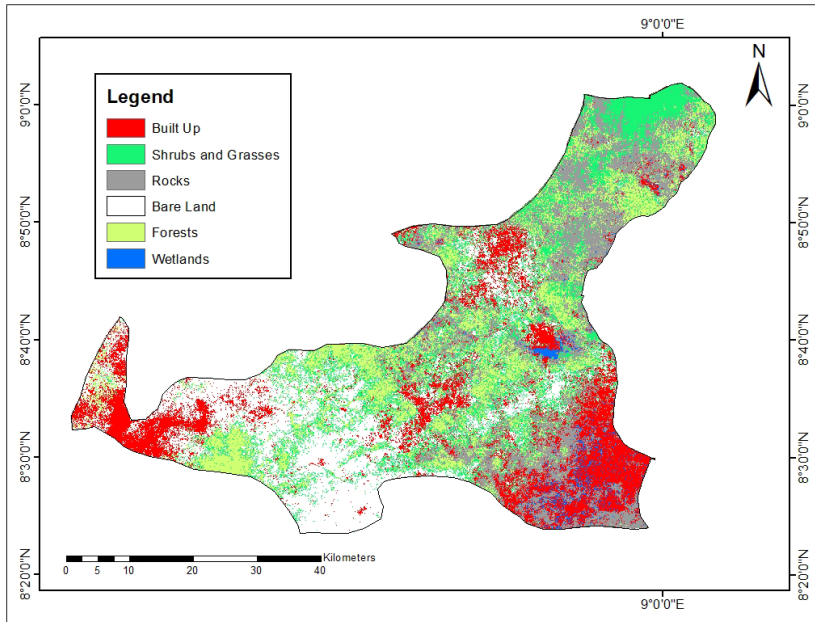 9°0'0"E
N
Legend
Built Up
Shrubs and Grasses
Rocks
Bare Land
Forests
Wetlands
9°0'0"N
9°0'0"N
8°50'0"N
8°50'0"N
8°40'0"N
8°40'0"N
8°30'0"N
8°30'0"N
8°20'0"N
8°20'0"N
Kilometers
0 5 10 20 30 40
9°0'0"E